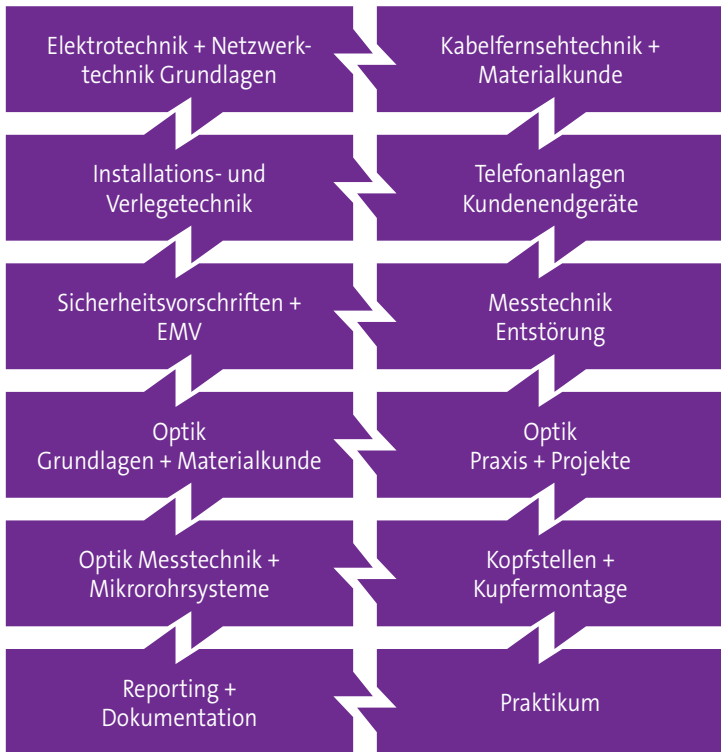 Elektrotechnik + Netzwerk-
technik Grundlagen
Kabelfernsehtechnik +
Materialkunde
Installations- und
Verlegetechnik
Telefonanlagen
Kundenendgeräte
Sicherheitsvorschriften +
EMV
Messtechnik
Entstörung
Optik
Grundlagen + Materialkunde
Optik
Praxis + Projekte
Optik Messtechnik +
Mikrorohrsysteme
Kopfstellen +
Kupfermontage
Reporting +
Dokumentation
Praktikum